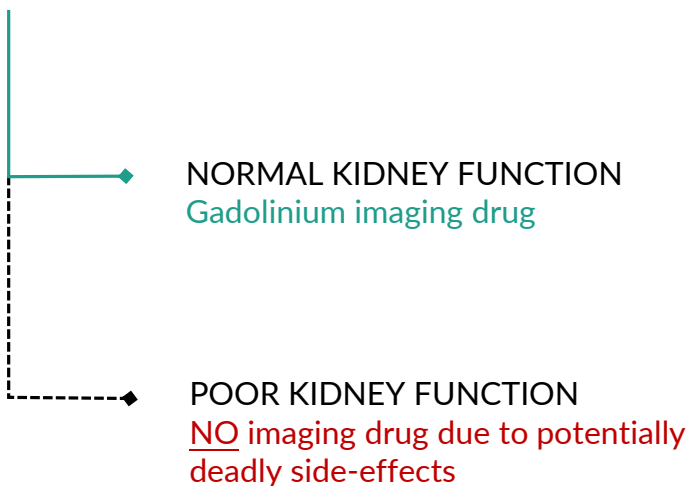 NORMAL KIDNEY FUNCTION
Gadolinium imaging drug
POOR KIDNEY FUNCTION
NO imaging drug due to potentially
deadly side-effects